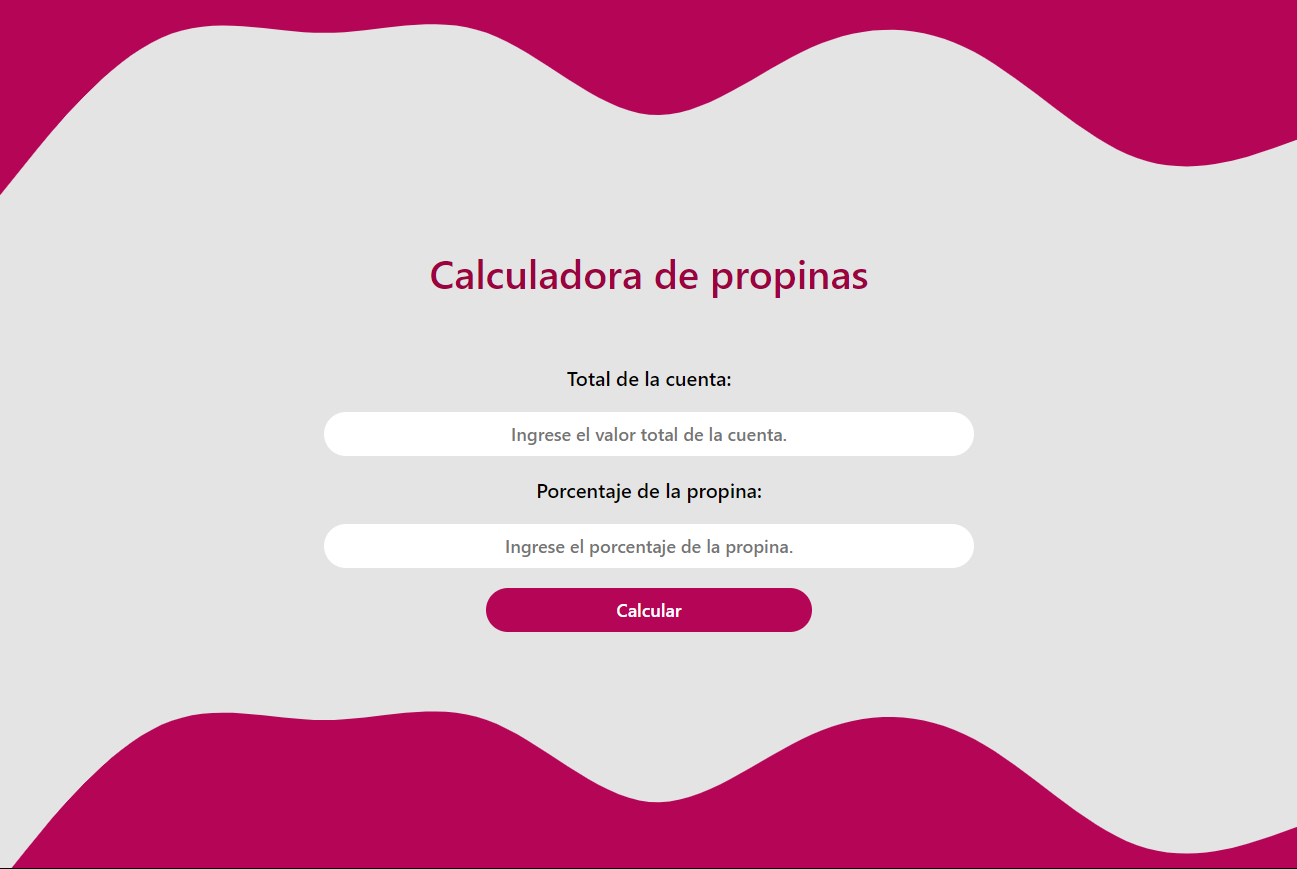 Calculadora de propinas
Total de la cuenta:
Ingrese el valor total de la cuenta.
Porcentaje de la propina:
Ingrese el porcentaje de la propina.
Calcular